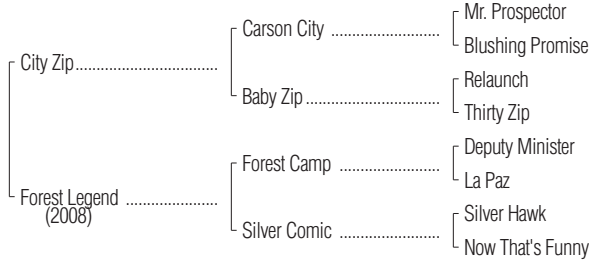 Mr. Prospector
Carson City ....................
Blushing Promise
City Zip..........................
Relaunch
Baby Zip.........................
Thirty Zip
Deputy Minister
Forest Camp ..................
La Paz
Forest Legend .................
(2008)
Silver Hawk
Silver Comic ..................
Now That's Funny